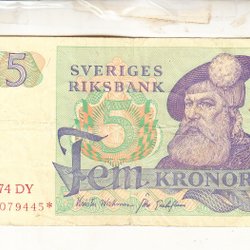 5
SVERIGES
RIKSBANK
5
74 DY
Fem KRONOR
079445*